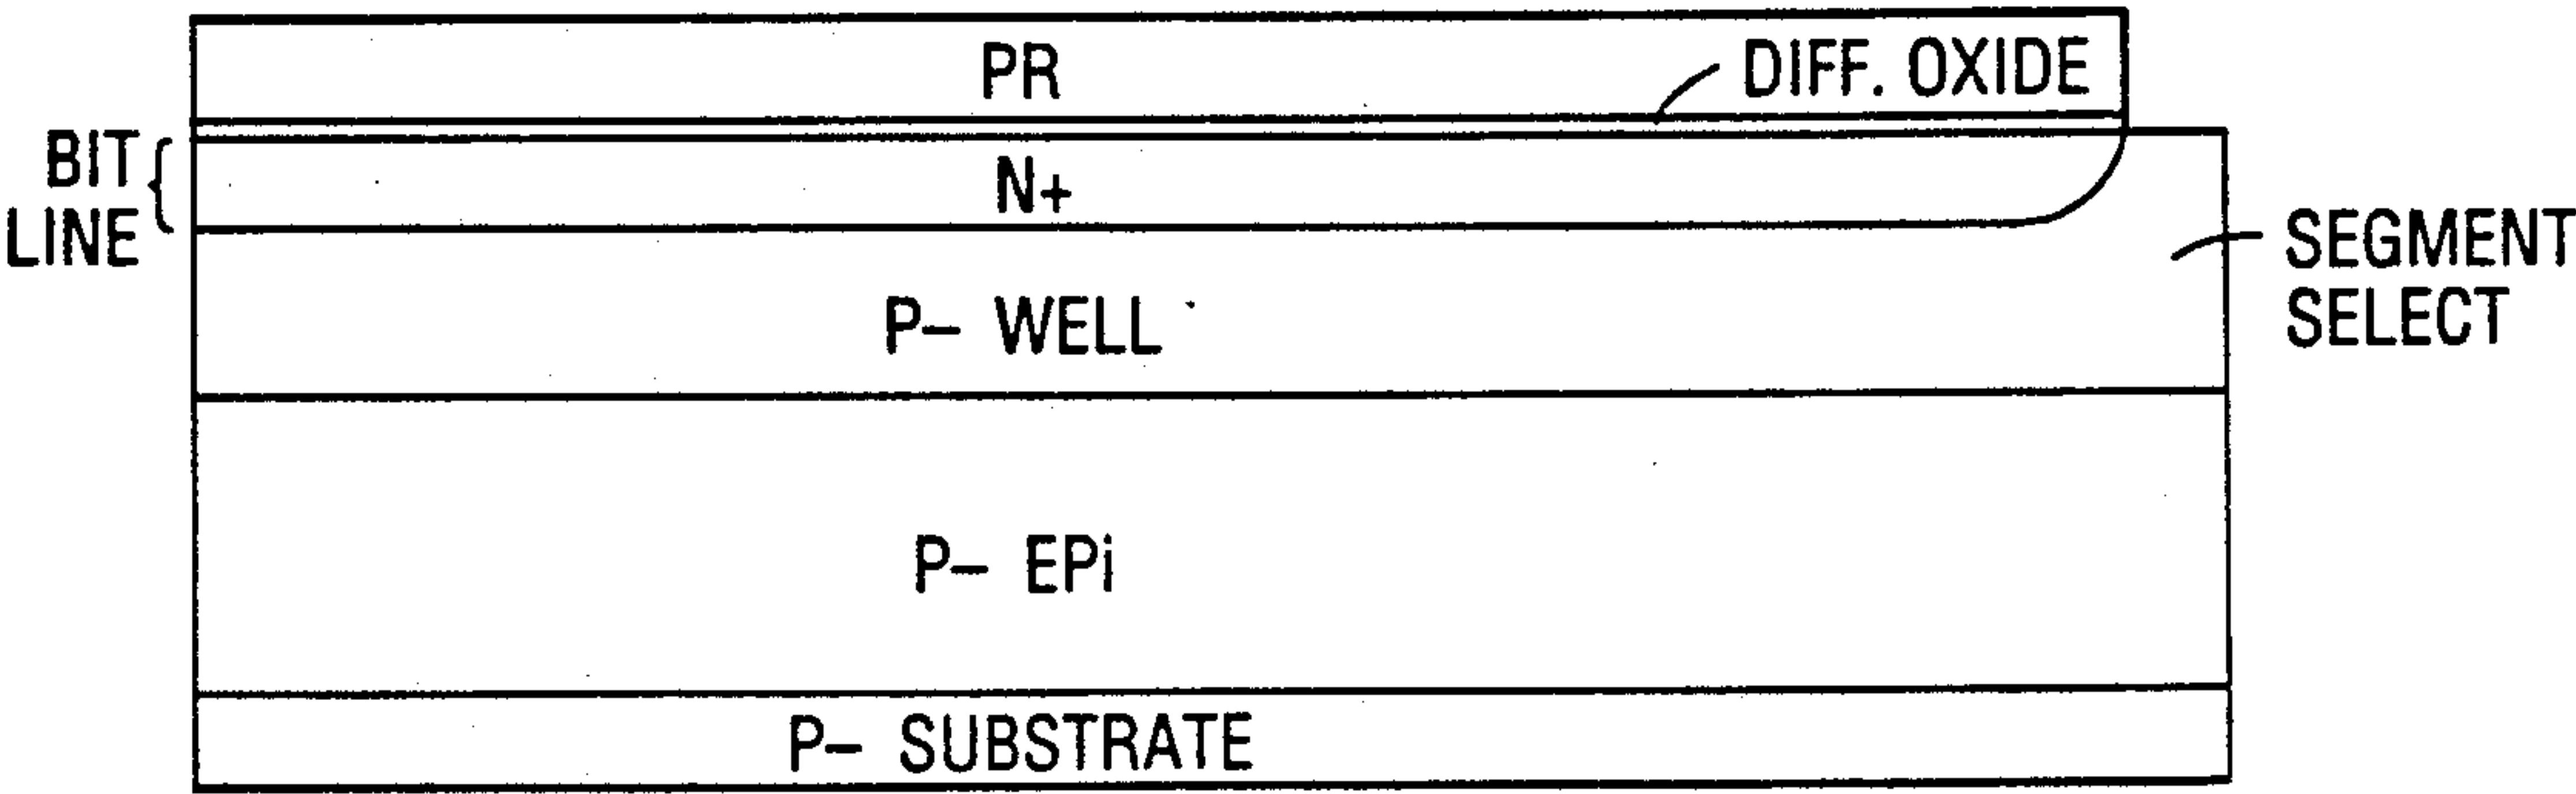 PR
DIFF. OXIDE
BIT
LINE
N+
SEGMENT
SELECT
P– WELL
P– EPi
P– SUBSTRATE